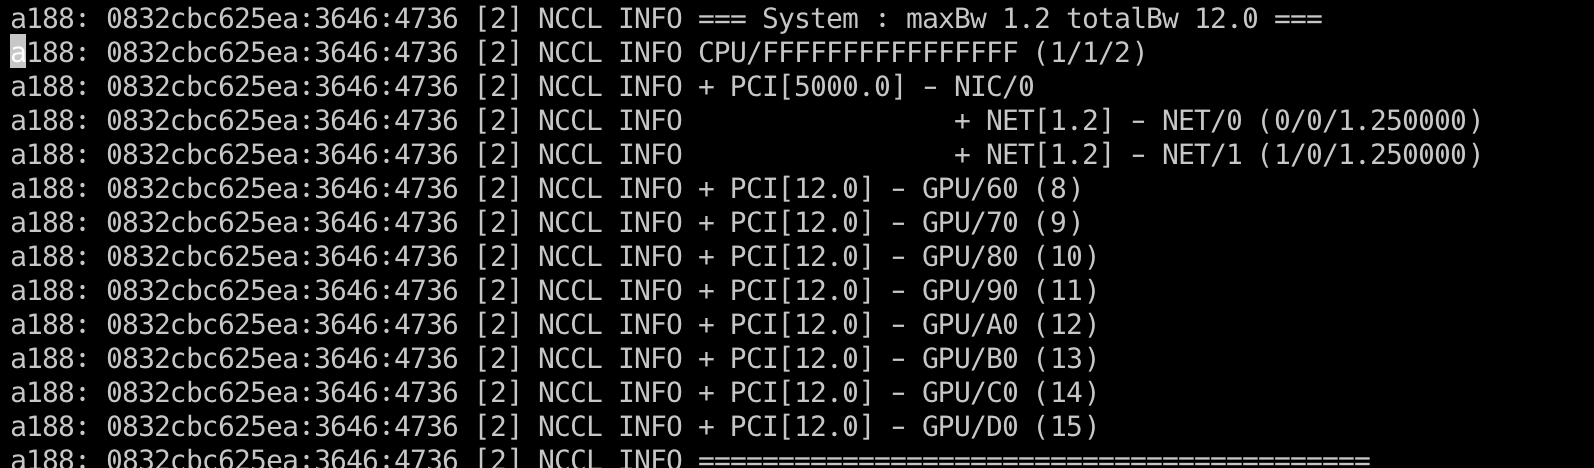 a188: 0832cbc625ea:3646:4736 [2] NCCL INFO === System : maxBw 1.2 totalBw 12.0 ===
a188: 0832cbc625ea:3646:4736 [2] NCCL INFO CPU/FFFFFFFFFFFFFFFF (1/1/2)
a188: 0832cbc625ea:3646:4736 [2] NCCL INFO + PCI[5000.0] - NIC/0
a188: 0832cbc625ea:3646:4736 [2] NCCL INFO                 + NET[1.2] - NET/0 (0/0/1.250000)
a188: 0832cbc625ea:3646:4736 [2] NCCL INFO                 + NET[1.2] - NET/1 (1/0/1.250000)
a188: 0832cbc625ea:3646:4736 [2] NCCL INFO + PCI[12.0] - GPU/60 (8)
a188: 0832cbc625ea:3646:4736 [2] NCCL INFO + PCI[12.0] - GPU/70 (9)
a188: 0832cbc625ea:3646:4736 [2] NCCL INFO + PCI[12.0] - GPU/80 (10)
a188: 0832cbc625ea:3646:4736 [2] NCCL INFO + PCI[12.0] - GPU/90 (11)
a188: 0832cbc625ea:3646:4736 [2] NCCL INFO + PCI[12.0] - GPU/A0 (12)
a188: 0832cbc625ea:3646:4736 [2] NCCL INFO + PCI[12.0] - GPU/B0 (13)
a188: 0832cbc625ea:3646:4736 [2] NCCL INFO + PCI[12.0] - GPU/C0 (14)
a188: 0832cbc625ea:3646:4736 [2] NCCL INFO + PCI[12.0] - GPU/D0 (15)
a188: 0832cbc625ea:3646:4736 [2] NCCL INFO ==========================================